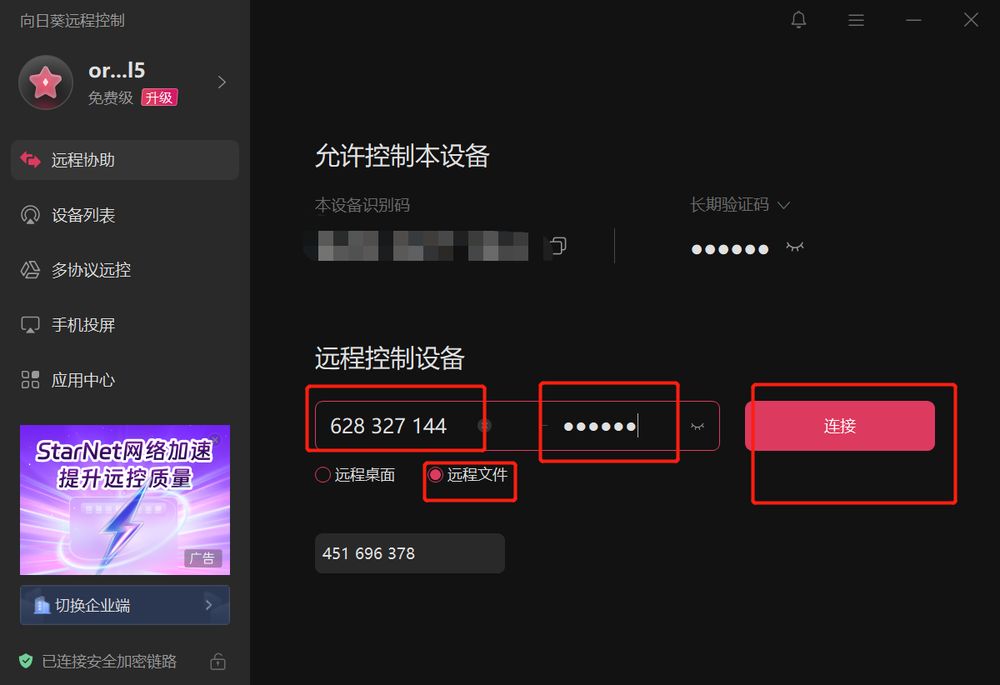 向日葵远程控制
or...l5
免费级 升级
远程协助
设备列表
多协议远控
手机投屏
应用中心
StarNet网络加速
提升远控质量
广告
切换企业端
已连接安全加密链路
允许控制本设备
本设备识别码
长期验证码
●●●●●●
远程控制设备
628 327 144
●●●●●●
连接
远程桌面
远程文件
451 696 378